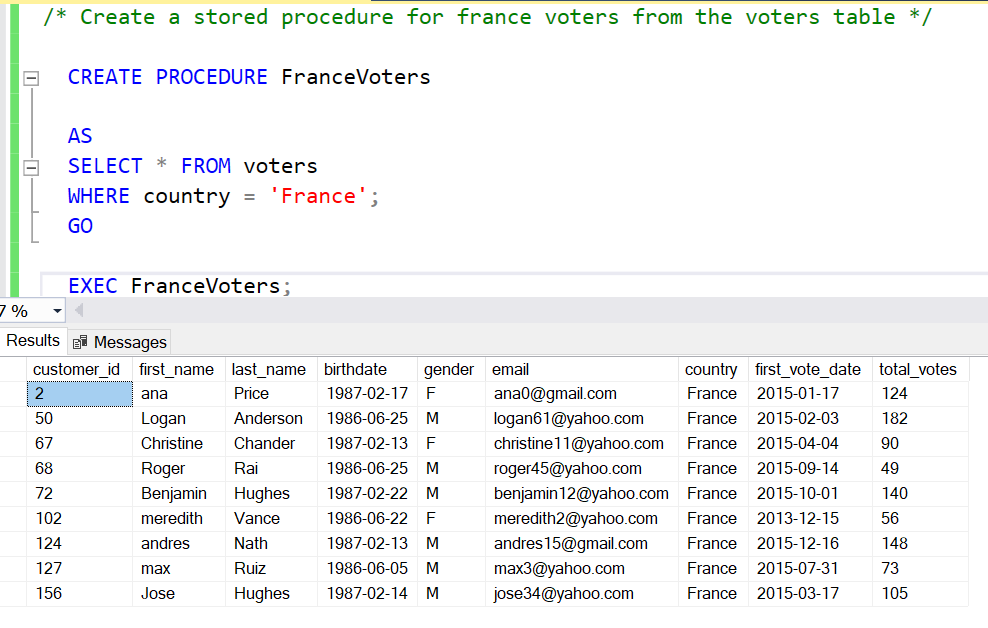 /* Create a stored procedure for france voters from the voters table */
CREATE PROCEDURE FranceVoters
AS
SELECT * FROM voters
WHERE country = 'France';
GO
EXEC FranceVoters;
7 %
Results Messages
customer_id first_name last_name birthdate gender email country first_vote_date total_votes
2 ana Price 1987-02-17 F ana0@gmail.com France 2015-01-17 124
50 Logan Anderson 1986-06-25 M logan61@yahoo.com France 2015-02-03 182
67 Christine Chander 1987-02-13 F christine11@yahoo.com France 2015-04-04 90
68 Roger Rai 1986-06-25 M roger45@yahoo.com France 2015-09-14 49
72 Benjamin Hughes 1987-02-22 M benjamin12@yahoo.com France 2015-10-01 140
102 meredith Vance 1986-06-22 F meredith2@yahoo.com France 2013-12-15 56
124 andres Nath 1987-02-13 M andres15@gmail.com France 2015-12-16 148
127 max Ruiz 1986-06-05 M max3@yahoo.com France 2015-07-31 73
156 Jose Hughes 1987-02-14 M jose34@yahoo.com France 2015-03-17 105